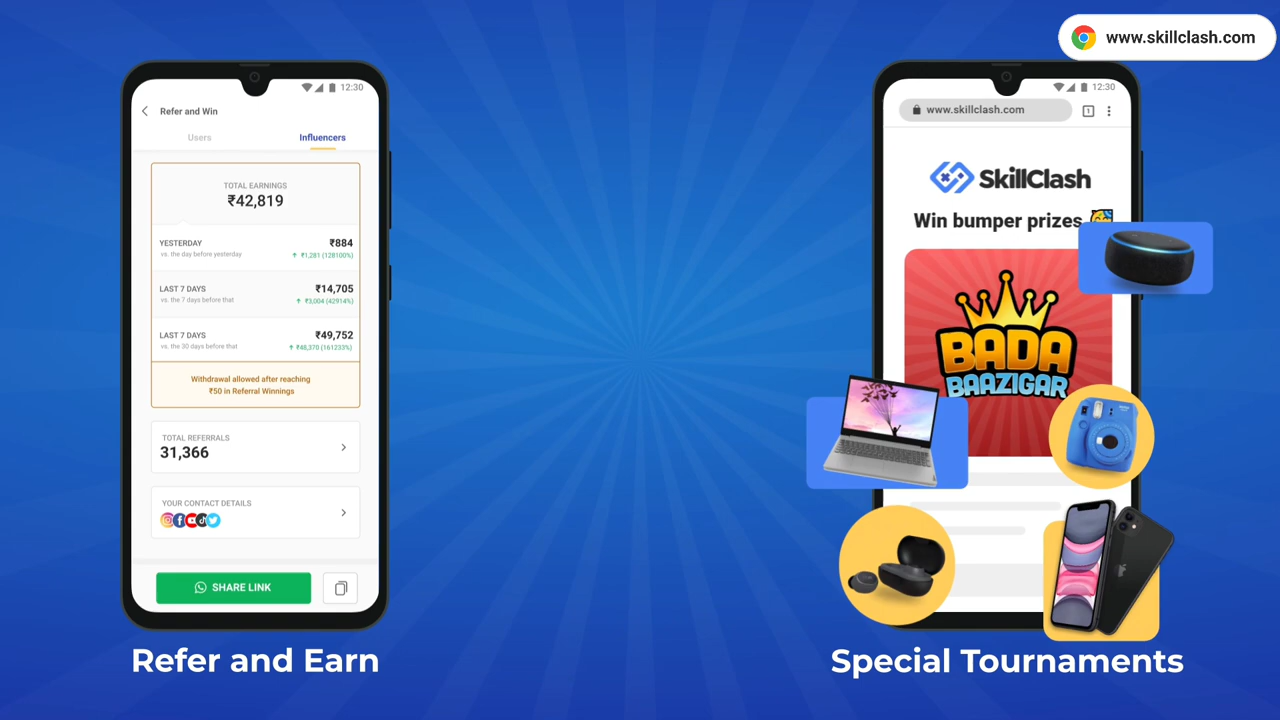 www.skillclash.com
12:30
Refer and Win
Users
Influencers
TOTAL EARNINGS
₹42,819
YESTERDAY
₹884
vs. the day before yesterday
↑ ₹1,281 (128100%)
LAST 7 DAYS
₹14,705
vs. the 7 days before that
↑ ₹3,004 (42914%)
LAST 7 DAYS
₹49,752
vs. the 30 days before that
↑ ₹48,370 (161233%)
Withdrawal allowed after reaching
₹50 in Referral Winnings
TOTAL REFERRALS
31,366
YOUR CONTACT DETAILS
SHARE LINK
Refer and Earn
12:30
www.skillclash.com
1
SkillClash
Win bumper prizes
BADA
BAAZIGAR
Special Tournaments